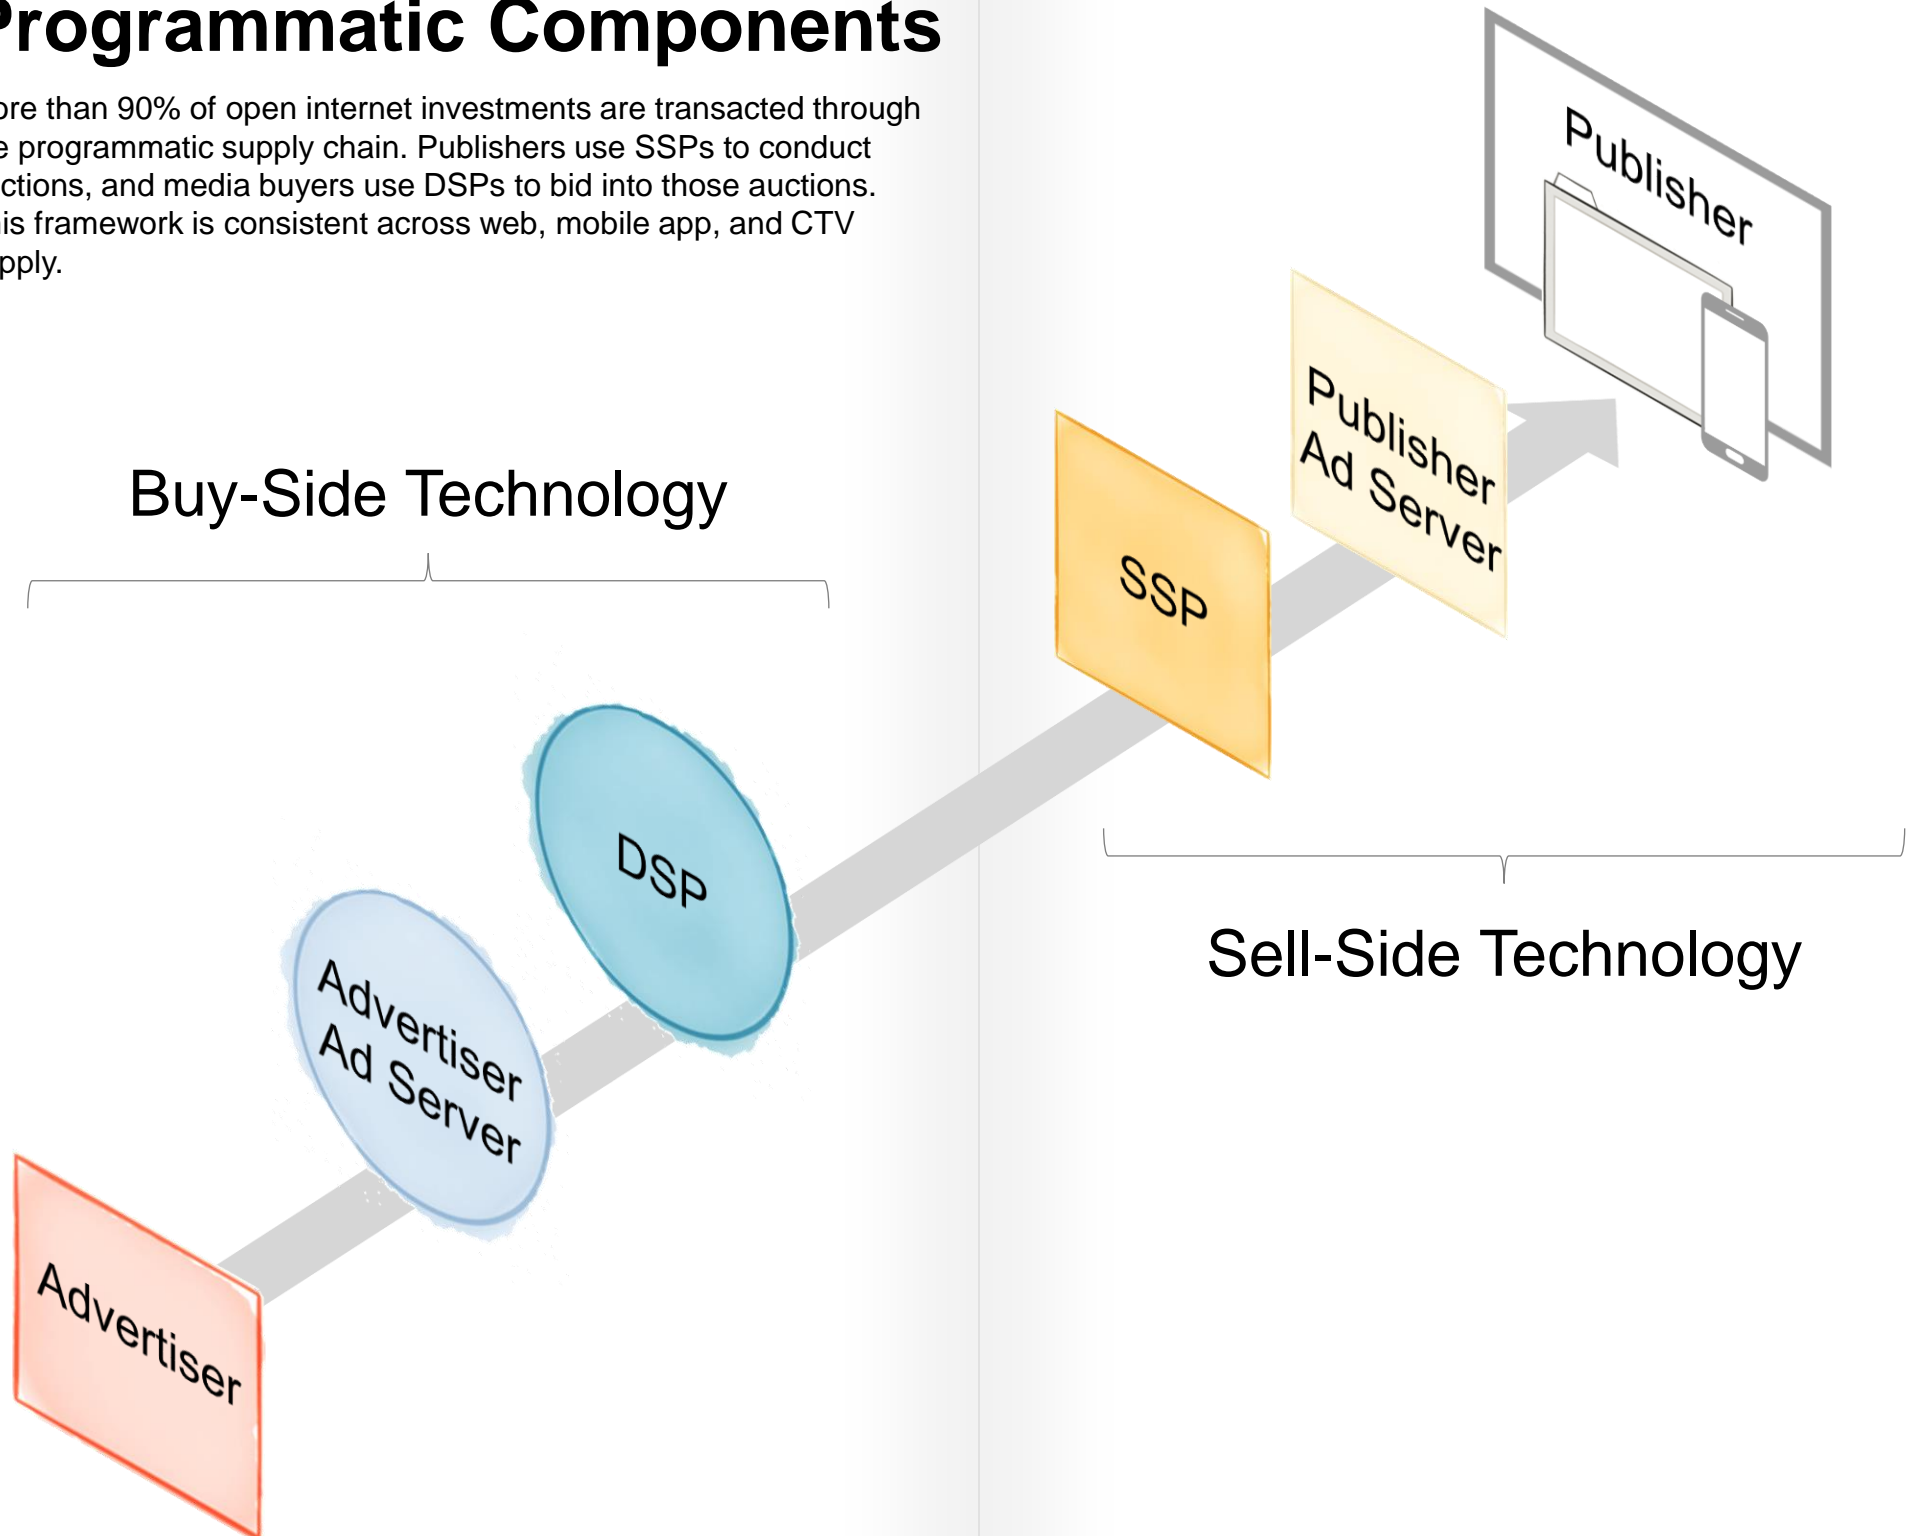 Programmatic Components
ore than 90% of open internet investments are transacted through
e programmatic supply chain. Publishers use SSPs to conduct
ctions, and media buyers use DSPs to bid into those auctions.
his framework is consistent across web, mobile app, and CTV
pply.
Publisher
Publisher
Ad Server
Buy-Side Technology
SSP
DSP
Sell-Side Technology
Advertiser
Ad Server
Advertiser